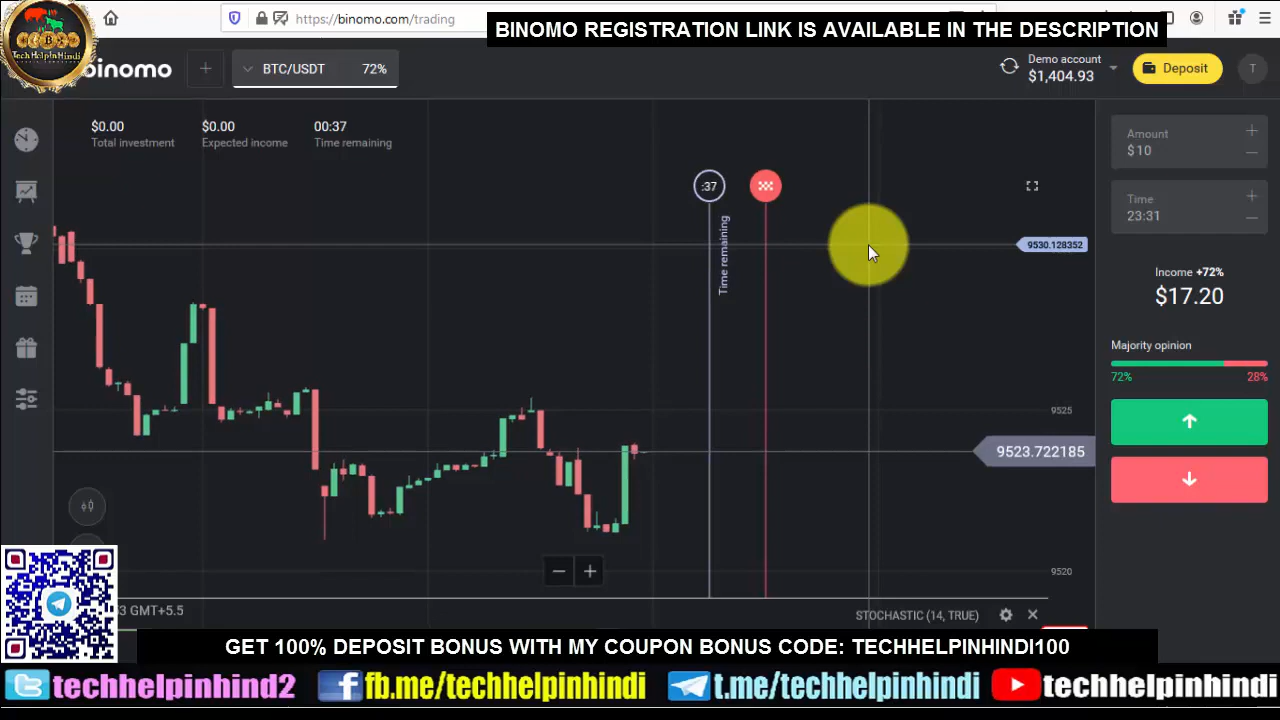 https://binomo.com/trading
BINOMO REGISTRATION LINK IS AVAILABLE IN THE DESCRIPTION
TechHelpInHindi
binomo
+
BTC/USDT 72%
Demo account
$1,404.93
Deposit
T
$0.00
Total investment
$0.00
Expected income
00:37
Time remaining
:37
Time remaining
9530.128352
9525
9523.722185
9520
Amount
$10
Time
23:31
Income +72%
$17.20
Majority opinion
72% 28%
3 GMT+5.5
STOCHASTIC (14, TRUE)
GET 100% DEPOSIT BONUS WITH MY COUPON BONUS CODE: TECHHELPINHINDI100
techhelpinhind2 fb.me/techhelpinhindi t.me/techhelpinhindi techhelpinhindi